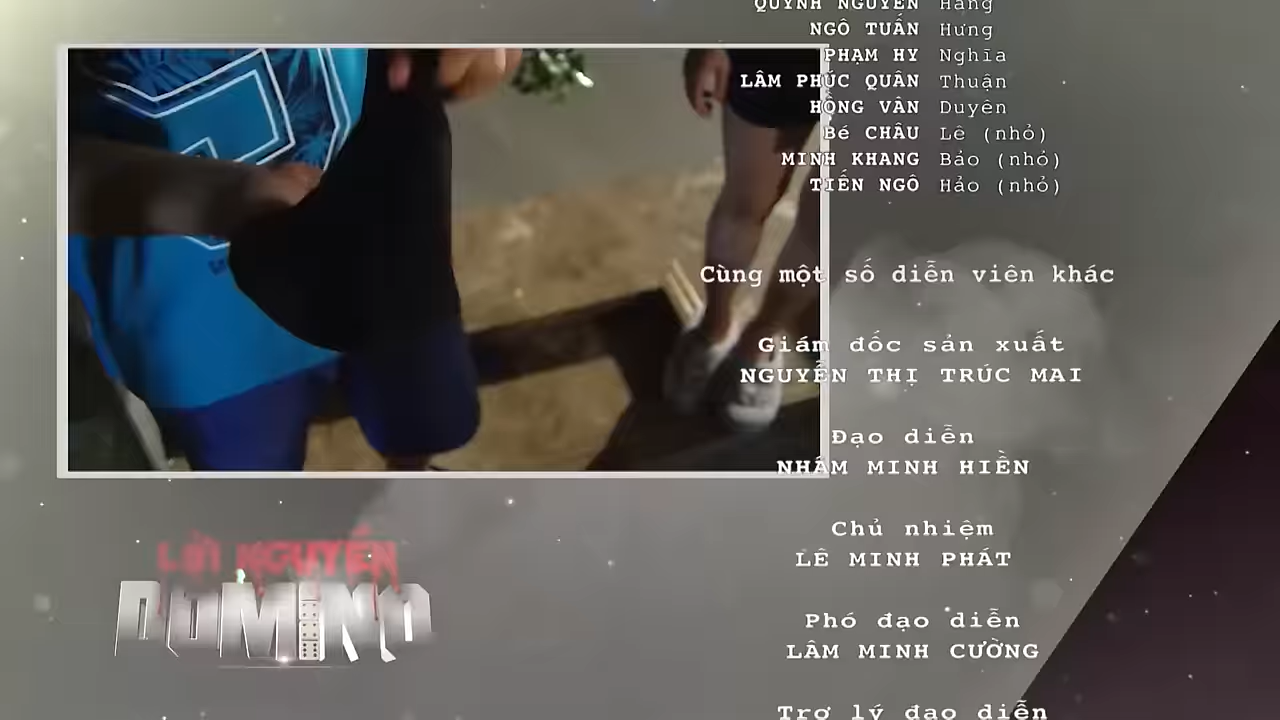 QUỲNH NGUYỄN Hằng
NGÔ TUẤN Hưng
PHẠM HY Nghĩa
LÂM PHÚC QUÂN Thuận
HỒNG VÂN Duyên
Bé CHÂU Lê (nhỏ)
MINH KHANG Bảo (nhỏ)
TIẾN NGÔ Hảo (nhỏ)
Cùng một số diễn viên khác
Giám đốc sản xuất
NGUYỄN THỊ TRÚC MAI
Đạo diễn
NHÂM MINH HIỀN
Chủ nhiệm
LÊ MINH PHÁT
Phó đạo diễn
LÂM MINH CƯỜNG
Trợ lý đạo diễn
LỜI NGUYỀN
DOMINO